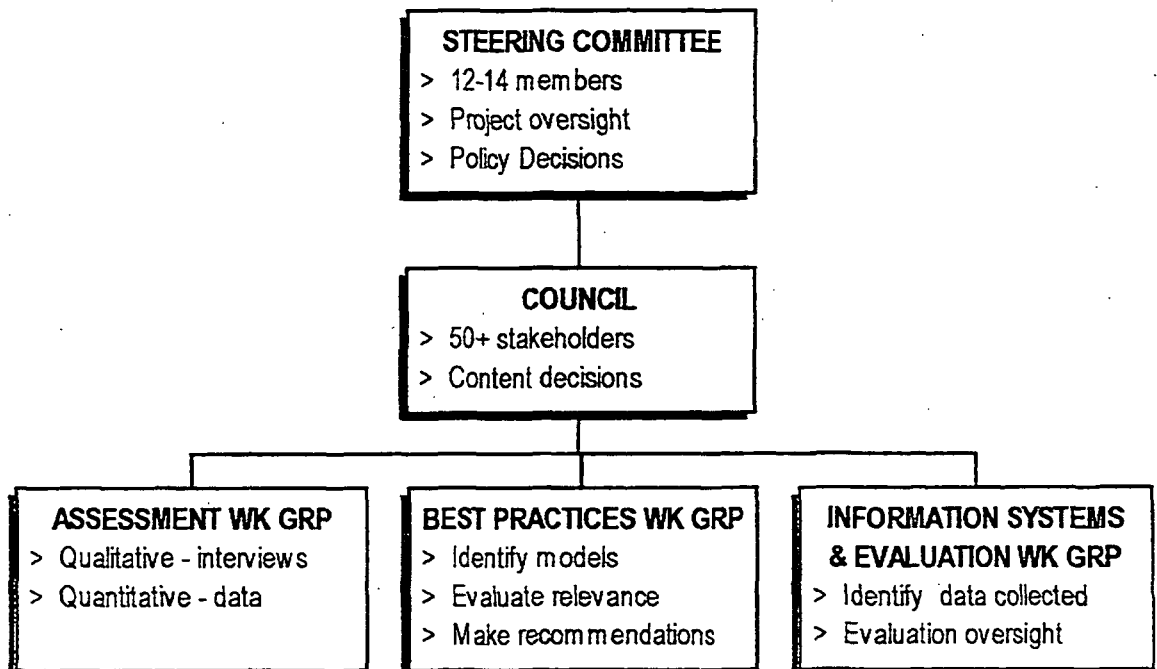 STEERING COMMITTEE
> 12-14 members
> Project oversight
> Policy Decisions
COUNCIL
> 50+ stakeholders
> Content decisions
ASSESSMENT WK GRP
> Qualitative - interviews
> Quantitative - data
BEST PRACTICES WK GRP
> Identify models
> Evaluate relevance
> Make recommendations
INFORMATION SYSTEMS
& EVALUATION WK GRP
> Identify data collected
> Evaluation oversight